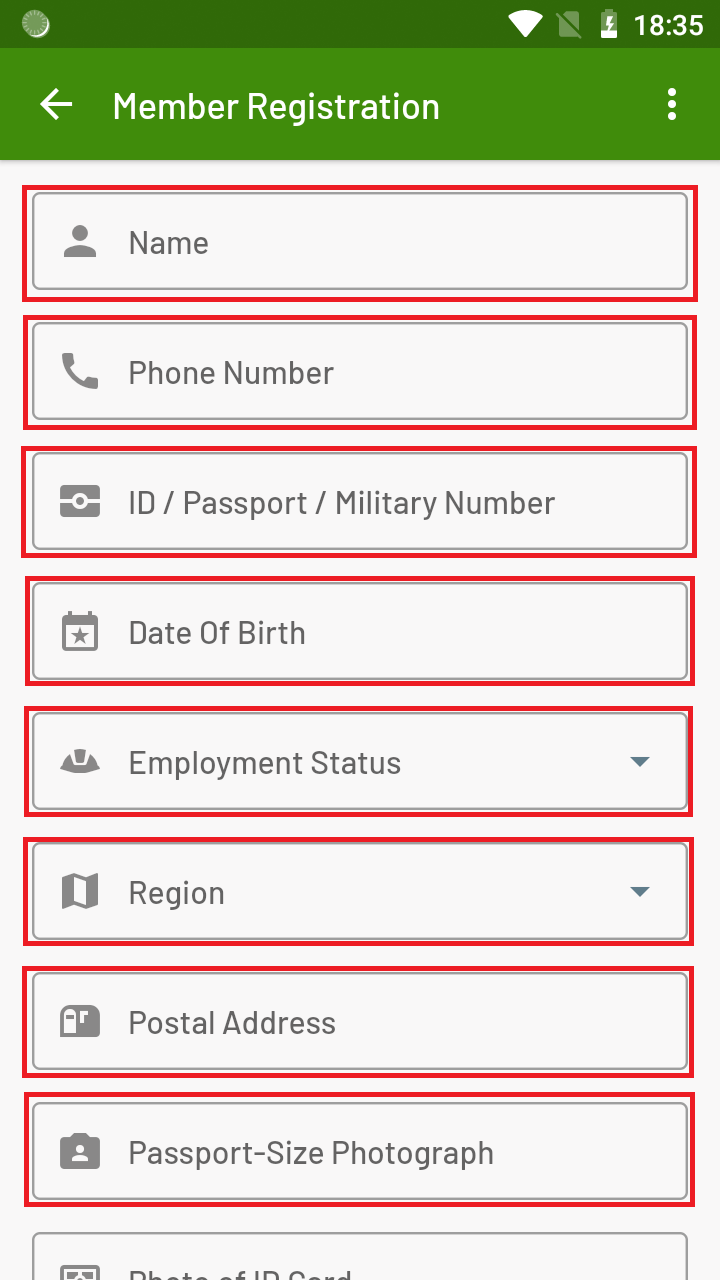 18:35
Member Registration
Name
Phone Number
ID / Passport / Military Number
Date Of Birth
Employment Status
Region
Postal Address
Passport-Size Photograph
Photo of ID Card